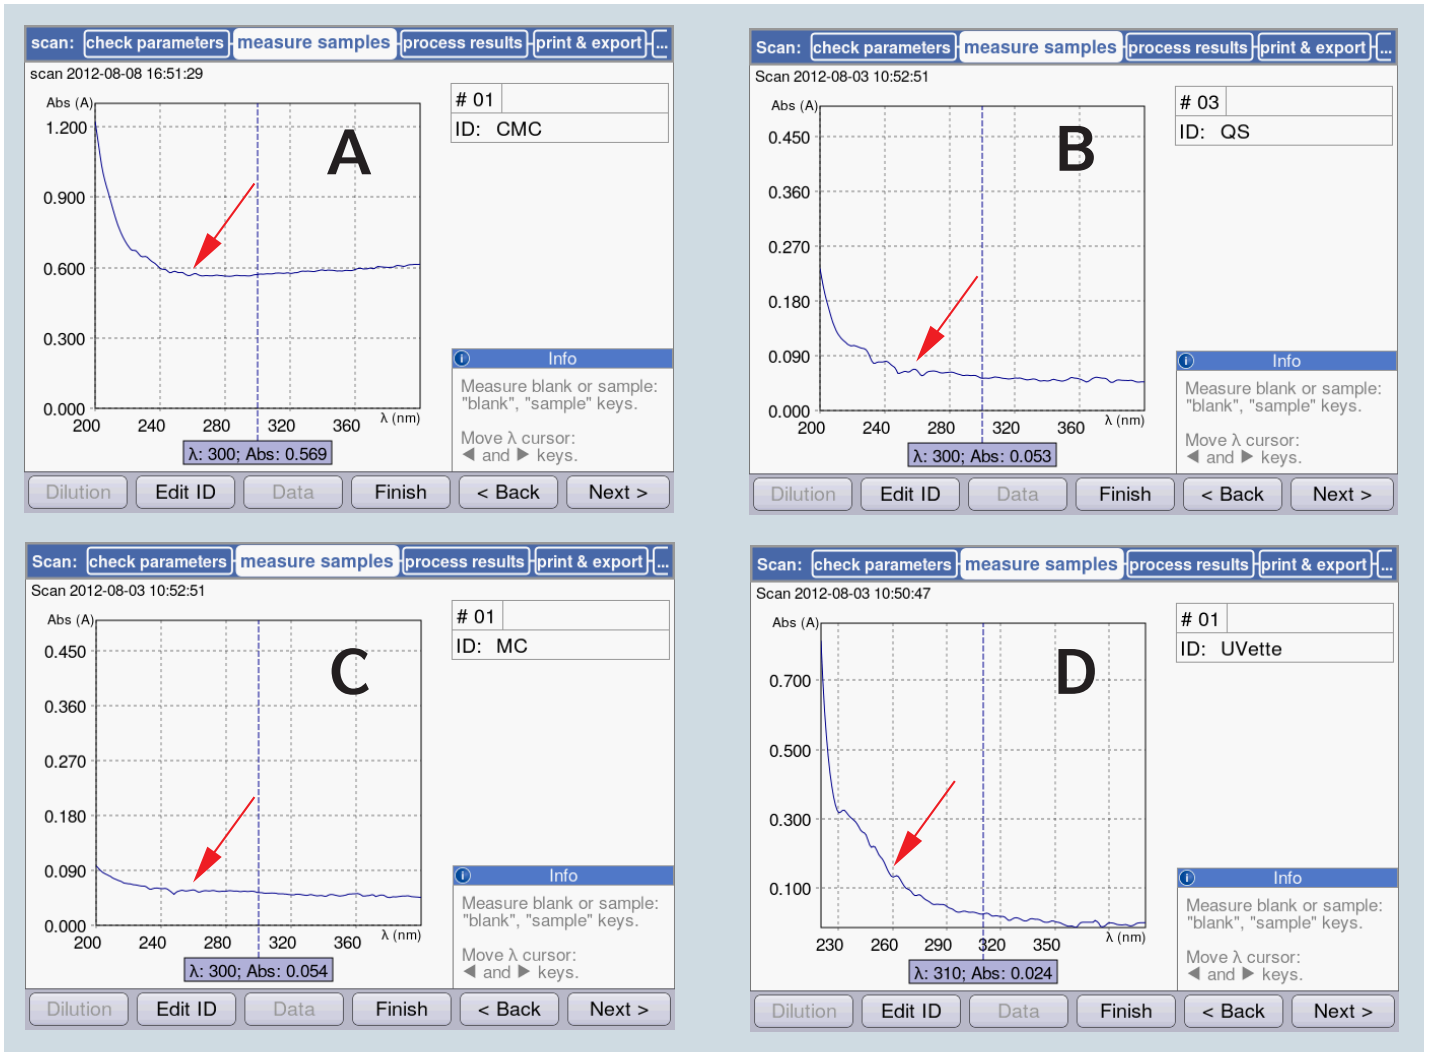 scan: check parameters measure samples process results print & export ...
scan 2012-08-08 16:51:29
Abs (A)
1.200
0.900
0.600
0.300
0.000
200 240 280 320 360 λ (nm)
λ: 300; Abs: 0.569
A
# 01
ID: CMC
i Info
Measure blank or sample:
"blank", "sample" keys.
Move λ cursor:
◀ and ▶ keys.
Dilution Edit ID Data Finish < Back Next >
Scan: check parameters measure samples process results print & export ...
Scan 2012-08-03 10:52:51
Abs (A)
0.450
0.360
0.270
0.180
0.090
0.000
200 240 280 320 360 λ (nm)
λ: 300; Abs: 0.053
B
# 03
ID: QS
i Info
Measure blank or sample:
"blank", "sample" keys.
Move λ cursor:
◀ and ▶ keys.
Dilution Edit ID Data Finish < Back Next >
Scan: check parameters measure samples process results print & export ...
Scan 2012-08-03 10:52:51
Abs (A)
0.450
0.360
0.270
0.180
0.090
0.000
200 240 280 320 360 λ (nm)
λ: 300; Abs: 0.054
C
# 01
ID: MC
i Info
Measure blank or sample:
"blank", "sample" keys.
Move λ cursor:
◀ and ▶ keys.
Dilution Edit ID Data Finish < Back Next >
Scan: check parameters measure samples process results print & export ...
Scan 2012-08-03 10:50:47
Abs (A)
0.700
0.500
0.300
0.100
230 260 290 320 350 λ (nm)
λ: 310; Abs: 0.024
D
# 01
ID: UVette
i Info
Measure blank or sample:
"blank", "sample" keys.
Move λ cursor:
◀ and ▶ keys.
Dilution Edit ID Data Finish < Back Next >